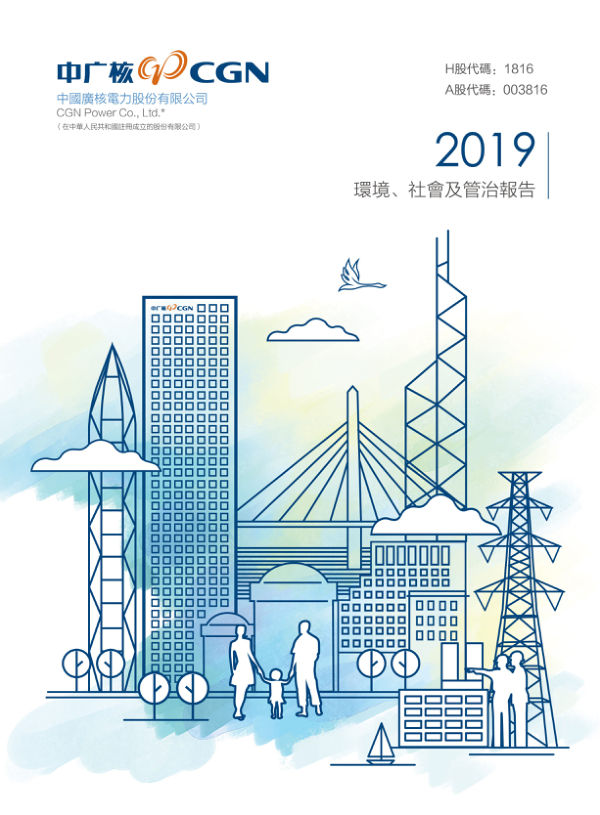 中广核 CGN
中國廣核電力股份有限公司
CGN Power Co., Ltd.*
（在中華人民共和國註冊成立的股份有限公司）
H股代碼：1816
A股代碼：003816
2019
環境、社會及管治報告
中广核 CGN